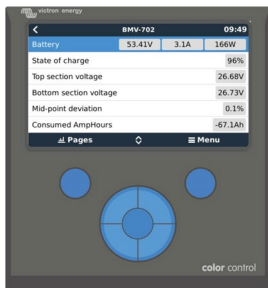 victron energy
BMV-702 09:49
Battery 53.41V 3.1A 166W
State of charge 96%
Top section voltage 26.68V
Bottom section voltage 26.73V
Mid-point deviation 0.1%
Consumed AmpHours -67.1Ah
Pages Menu
color control